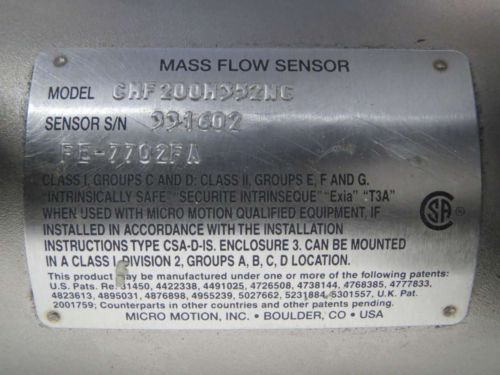 MASS FLOW SENSOR
MODEL CMF200H552NC
SENSOR S/N 991602
FE-7702FA
CLASS I, GROUPS C AND D: CLASS II, GROUPS E, F AND G.
"INTRINSICALLY SAFE" "SECURITE INTRINSEQUE" "Exia" "T3A"
WHEN USED WITH MICRO MOTION QUALIFIED EQUIPMENT, IF
INSTALLED IN ACCORDANCE WITH THE INSTALLATION
INSTRUCTIONS TYPE CSA-D-IS. ENCLOSURE 3. CAN BE MOUNTED
IN A CLASS I DIVISION 2, GROUPS A, B, C, D LOCATION.
SA
This product may be manufactured under one or more of the following patents:
U.S. Pats. Re. 31450, 4422338, 4491025, 4726508, 4738144, 4768385, 4777833,
4823613, 4895031, 4876898, 4955239, 5027662, 5231884, 5301557, U.K. Pat.
2001759; Counterparts in other countries and other patents pending.
MICRO MOTION, INC. • BOULDER, CO • USA